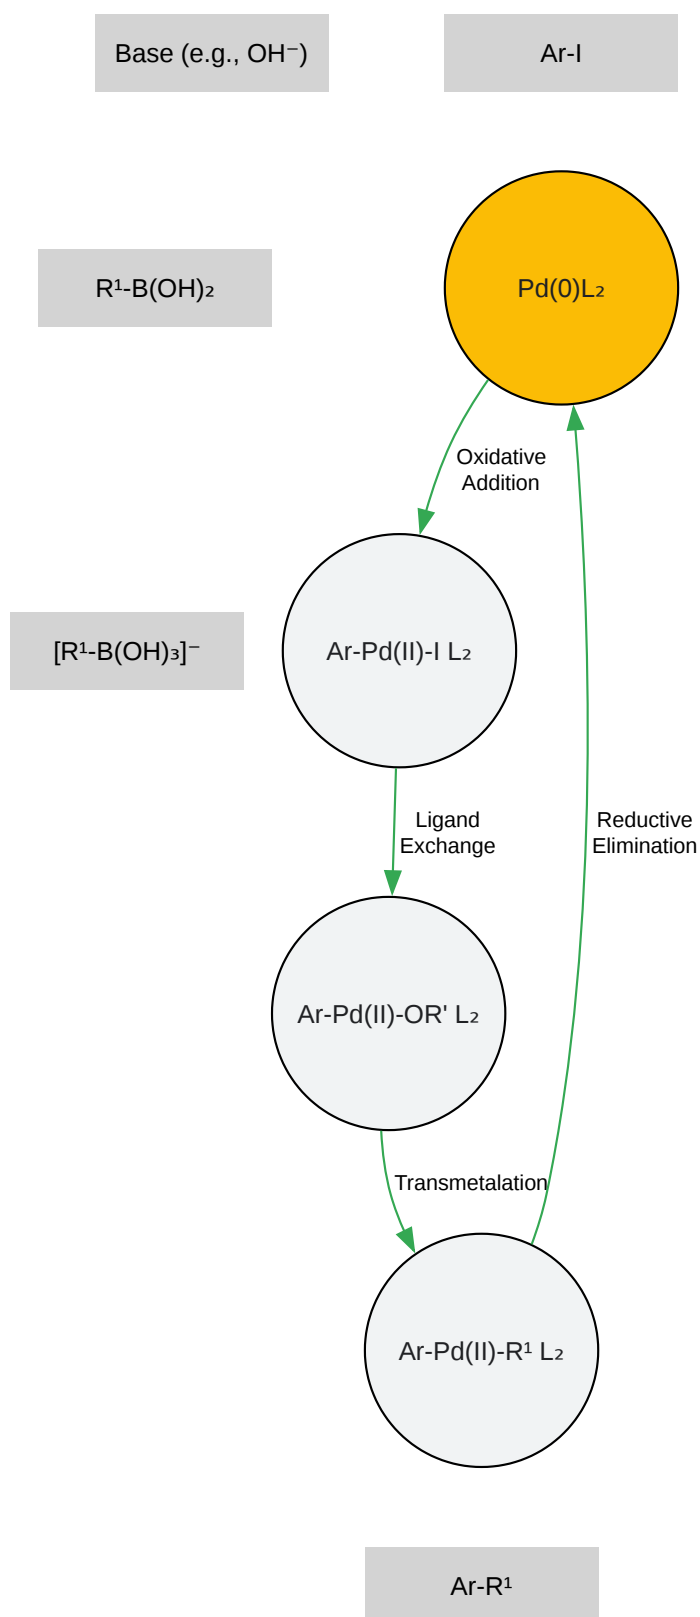 Base (e.g., OH⁻)
Ar-I
R¹-B(OH)₂
Pd(0)L₂
Oxidative
Addition
[R¹-B(OH)₃]⁻
Ar-Pd(II)-I L₂
Ligand
Exchange
Reductive
Elimination
Ar-Pd(II)-OR' L₂
Transmetalation
Ar-Pd(II)-R¹ L₂
Ar-R¹